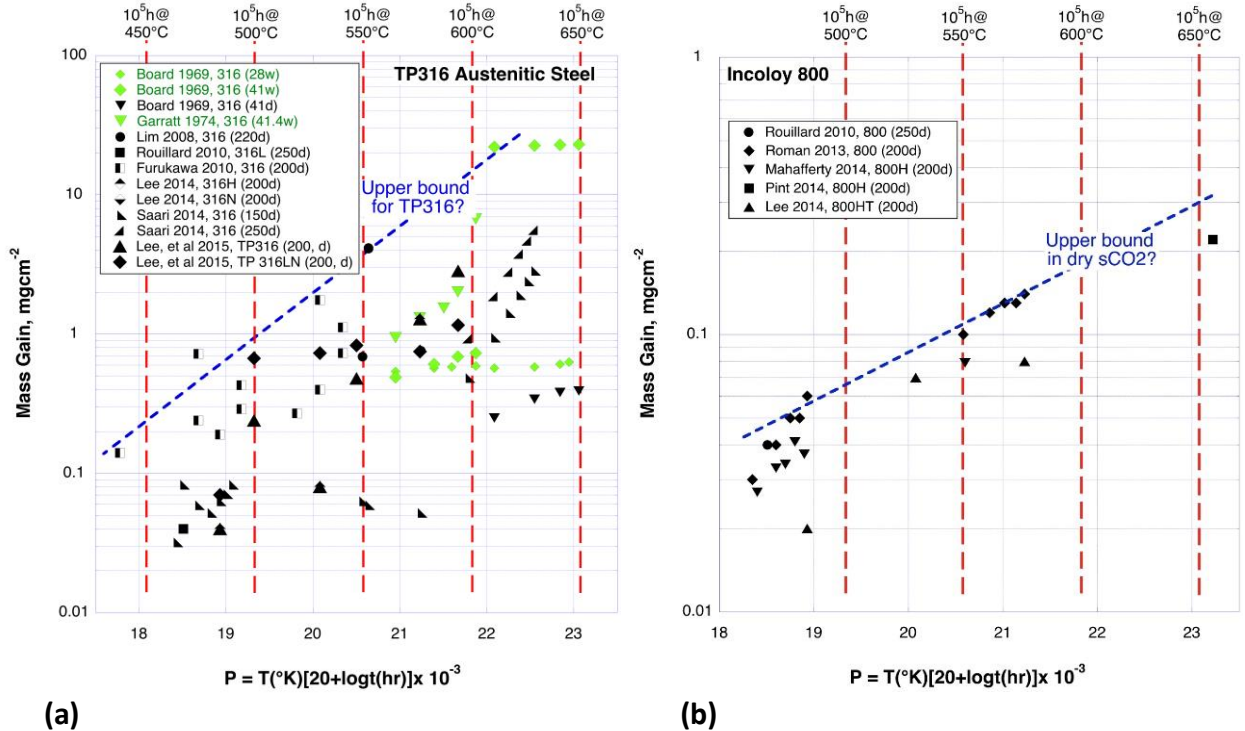 10⁵h@ 10⁵h@ 10⁵h@ 10⁵h@ 10⁵h@
450°C 500°C 550°C 600°C 650°C
100
10
1
0.1
0.01
Mass Gain, mgcm⁻²
TP316 Austenitic Steel
Board 1969, 316 (28w)
Board 1969, 316 (41w)
Board 1969, 316 (41d)
Garratt 1974, 316 (41.4w)
Lim 2008, 316 (220d)
Rouillard 2010, 316L (250d)
Furukawa 2010, 316 (200d)
Lee 2014, 316H (200d)
Lee 2014, 316N (200d)
Saari 2014, 316 (150d)
Saari 2014, 316 (250d)
Lee, et al 2015, TP316 (200, d)
Lee, et al 2015, TP 316LN (200, d)
Upper bound
for TP316?
18 19 20 21 22 23
P = T(°K)[20+logt(hr)]x 10⁻³
(a)
10⁵h@ 10⁵h@ 10⁵h@ 10⁵h@
500°C 550°C 600°C 650°C
1
0.1
0.01
Mass Gain, mgcm⁻²
Incoloy 800
Rouillard 2010, 800 (250d)
Roman 2013, 800 (200d)
Mahafferty 2014, 800H (200d)
Pint 2014, 800H (200d)
Lee 2014, 800HT (200d)
Upper bound
in dry sCO2?
18 19 20 21 22 23
P = T(°K)[20+logt(hr)]x 10⁻³
(b)